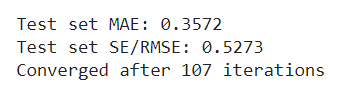 Test set MAE: 0.3572
Test set SE/RMSE: 0.5273
Converged after 107 iterations